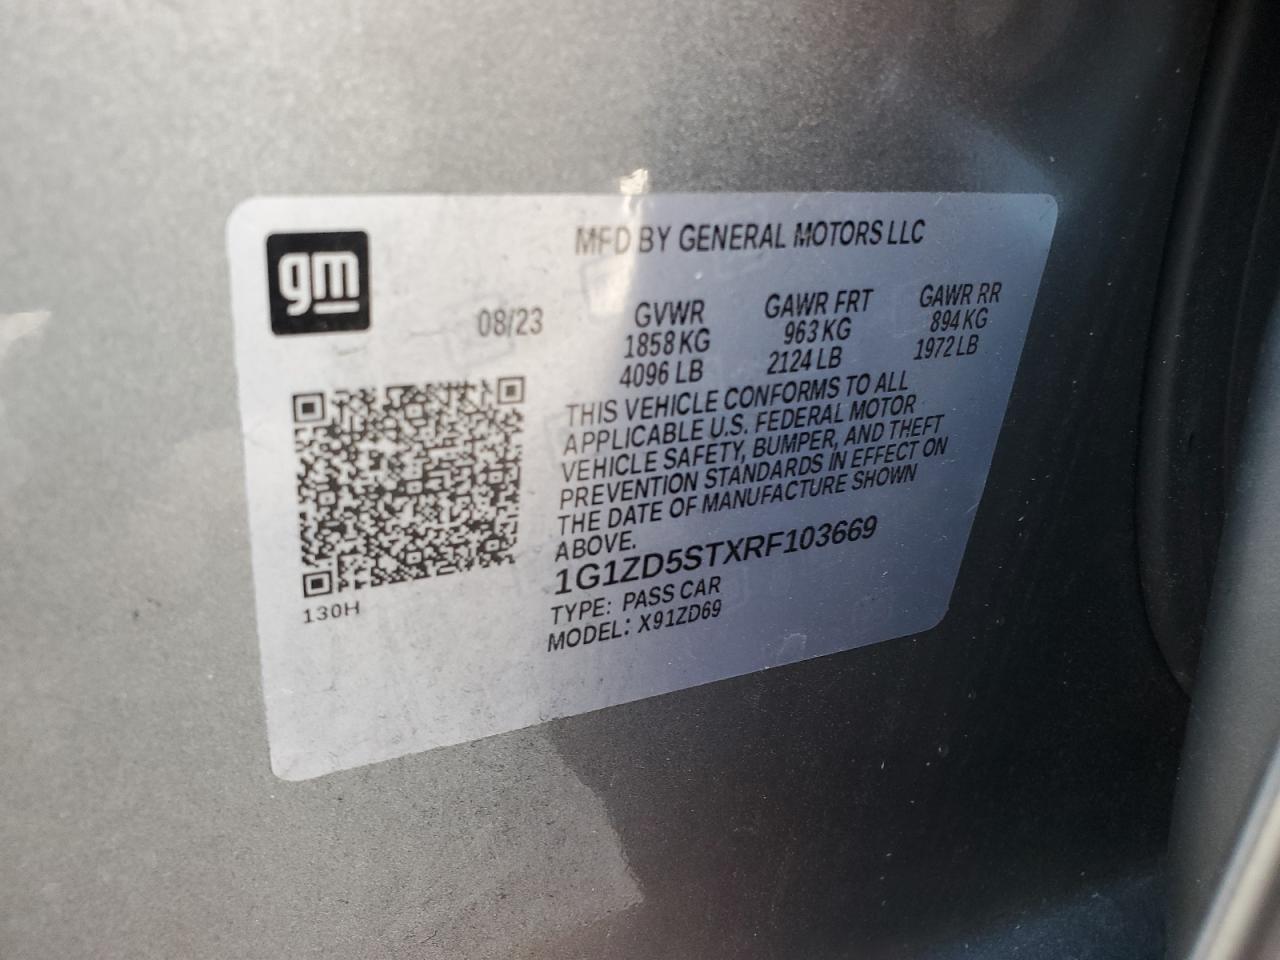 gm
MFD BY GENERAL MOTORS LLC
08/23
GVWR GAWR FRT GAWR RR
1858 KG 963 KG 894 KG
4096 LB 2124 LB 1972 LB
THIS VEHICLE CONFORMS TO ALL
APPLICABLE U.S. FEDERAL MOTOR
VEHICLE SAFETY, BUMPER, AND THEFT
PREVENTION STANDARDS IN EFFECT ON
THE DATE OF MANUFACTURE SHOWN
ABOVE.
1G1ZD5STXRF103669
TYPE: PASS CAR
MODEL: X91ZD69
130H